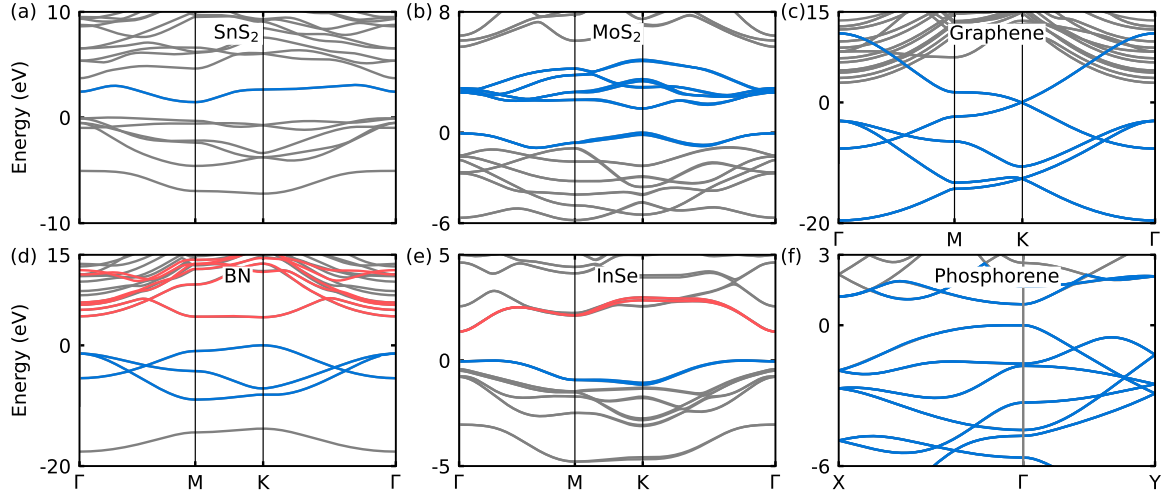 (a)
10
SnS2
Energy (eV)
0
-10
(b)
8
MoS2
0
-6
(c)
15
Graphene
0
-20
Γ
M
K
Γ
(d)
15
BN
Energy (eV)
0
-20
Γ
M
K
Γ
(e)
5
InSe
0
-5
Γ
M
K
Γ
(f)
3
Phosphorene
0
-6
X
Γ
Y